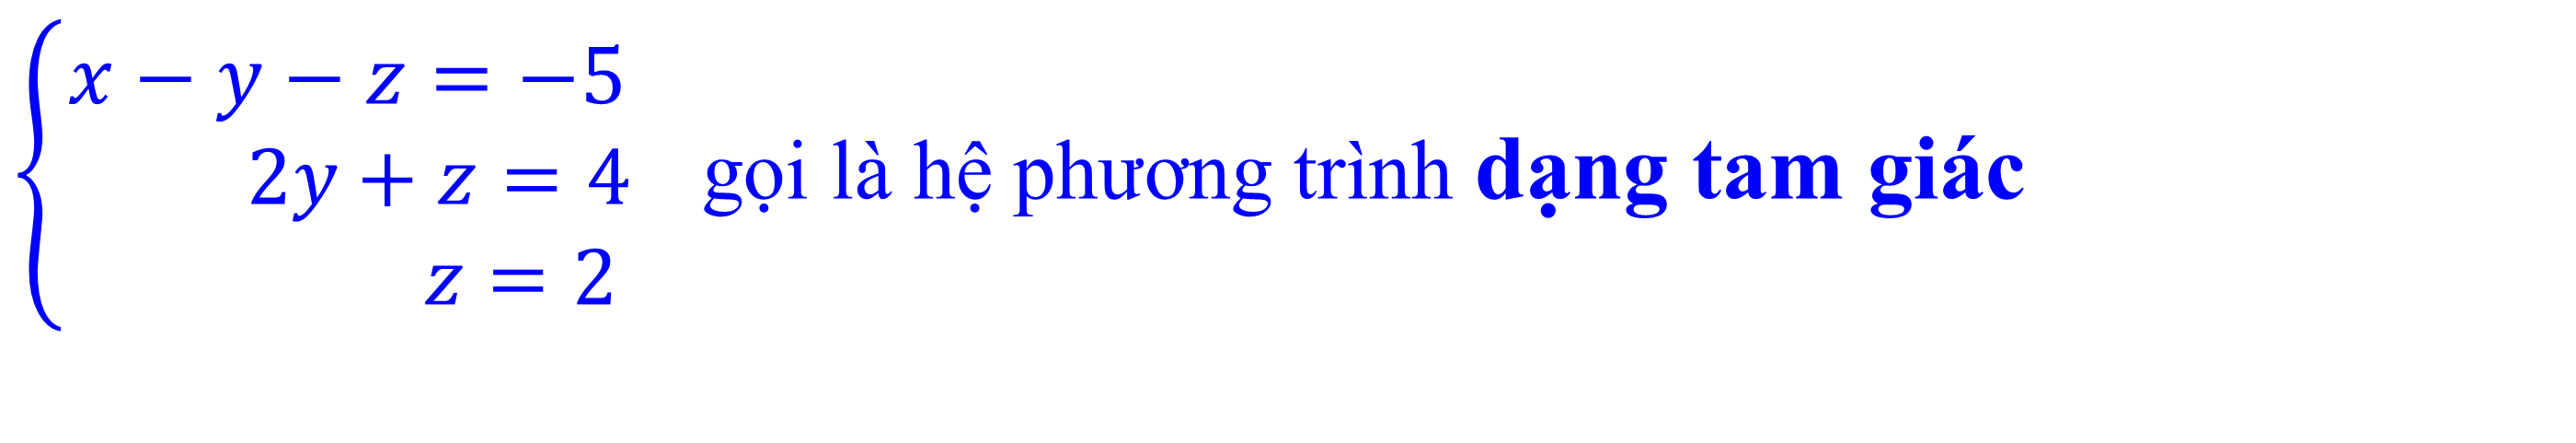 x − y − z = −5
2y + z = 4 gọi là hệ phương trình dạng tam giác
z = 2